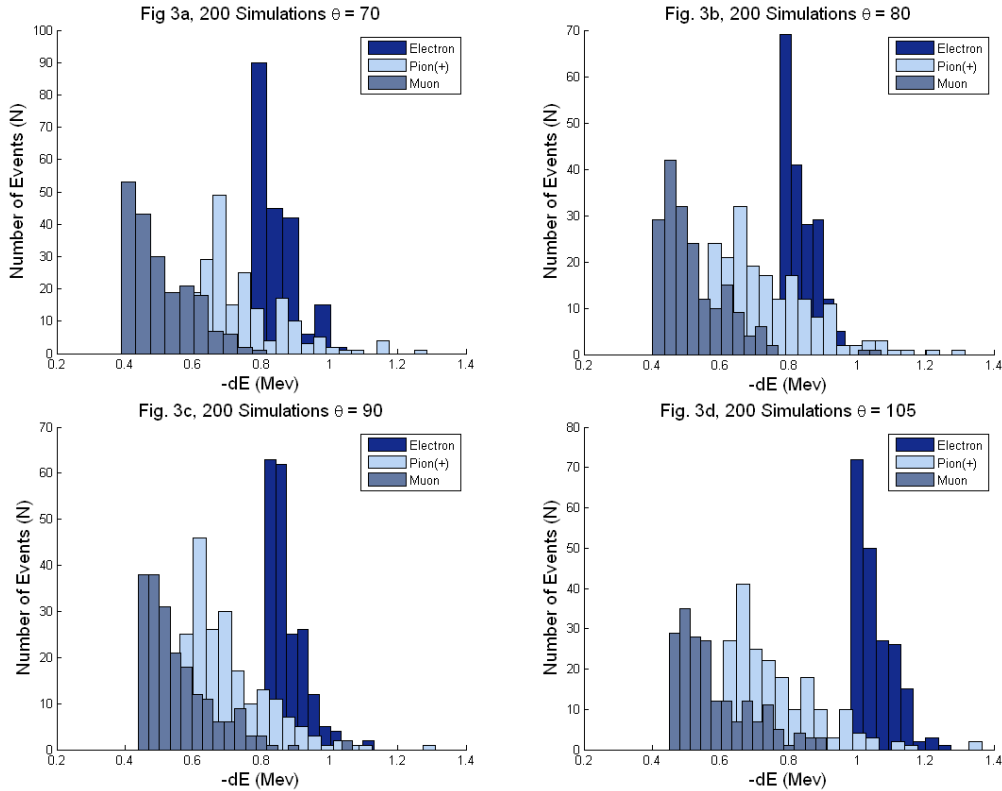 Fig 3a, 200 Simulations θ = 70
Number of Events (N)
100
90
80
70
60
50
40
30
20
10
0
0.2
0.4
0.6
0.8
1
1.2
1.4
-dE (Mev)
Electron
Pion(+)
Muon
Fig. 3b, 200 Simulations θ = 80
Number of Events (N)
70
60
50
40
30
20
10
0
0.2
0.4
0.6
0.8
1
1.2
1.4
-dE (Mev)
Electron
Pion(+)
Muon
Fig. 3c, 200 Simulations θ = 90
Number of Events (N)
70
60
50
40
30
20
10
0
0.2
0.4
0.6
0.8
1
1.2
1.4
-dE (Mev)
Electron
Pion(+)
Muon
Fig. 3d, 200 Simulations θ = 105
Number of Events (N)
80
70
60
50
40
30
20
10
0
0.2
0.4
0.6
0.8
1
1.2
1.4
-dE (Mev)
Electron
Pion(+)
Muon